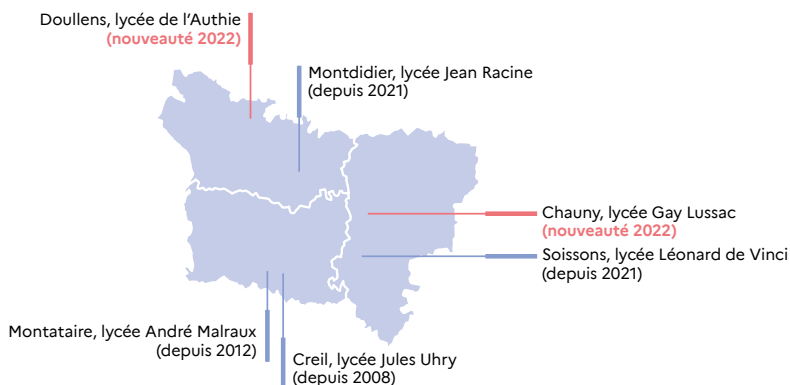 Doullens, lycée de l'Authie
(nouveauté 2022)
Montdidier, lycée Jean Racine
(depuis 2021)
Chauny, lycée Gay Lussac
(nouveauté 2022)
Soissons, lycée Léonard de Vinci
(depuis 2021)
Montataire, lycée André Malraux
(depuis 2012)
Creil, lycée Jules Uhry
(depuis 2008)